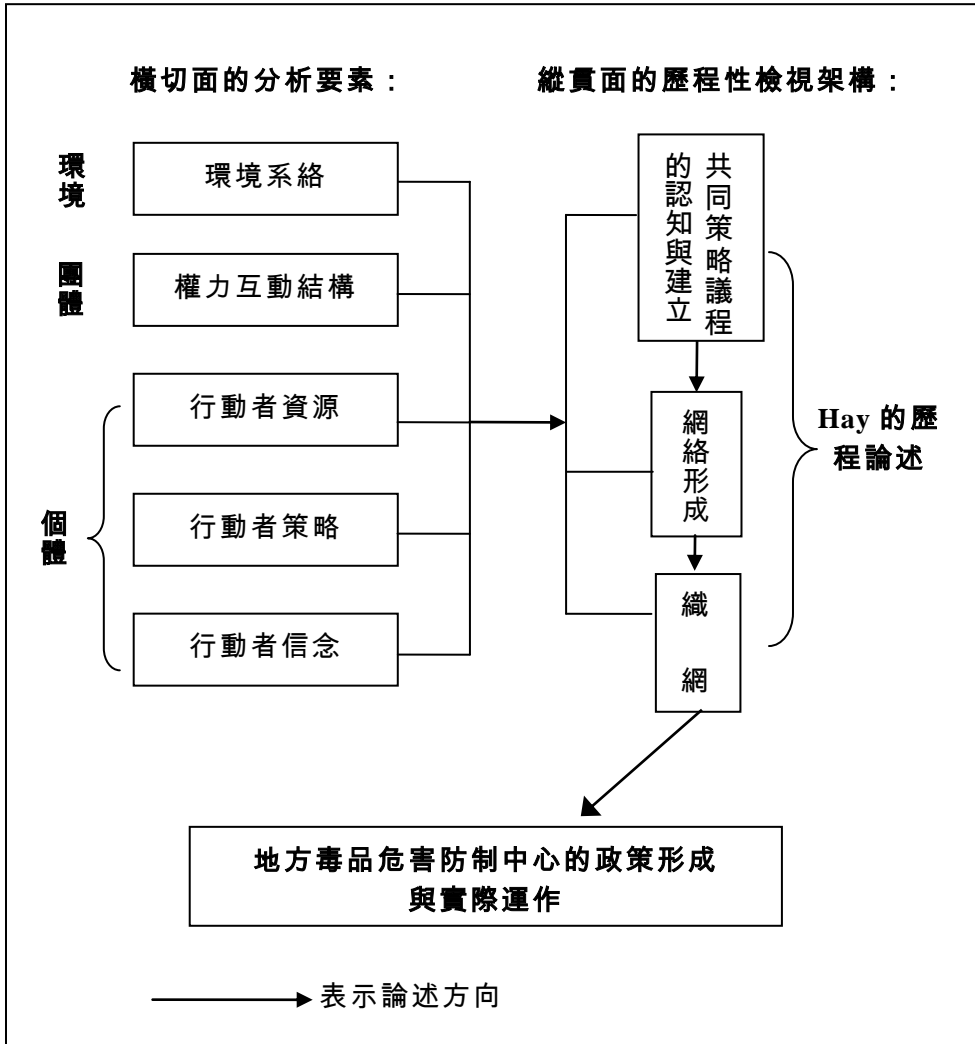 橫切面的分析要素：
縱貫面的歷程性檢視架構：
環境
環境系絡
團體
權力互動結構
個體
行動者資源
行動者策略
行動者信念
共同策略議程
的認知與建立
網絡形成
織網
Hay 的歷
程論述
地方毒品危害防制中心的政策形成
與實際運作
表示論述方向